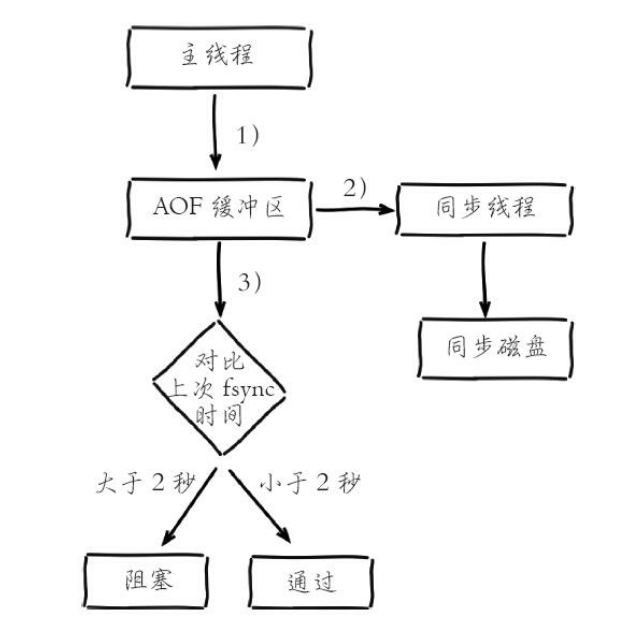 主线程
1)
AOF 缓冲区
2)
同步线程
3)
同步磁盘
对比
上次 fsync
时间
大于 2 秒
小于 2 秒
阻塞
通过